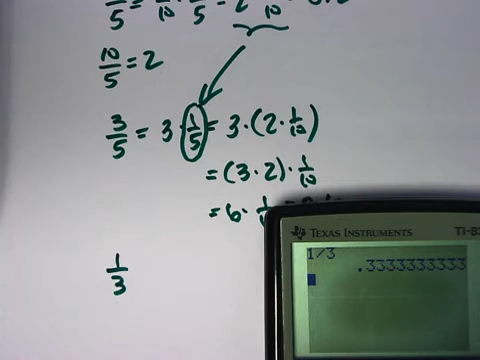 10/5 = 2
3/5 = 3 · 1/5 = 3 · (2 · 1/10)
= (3 · 2) · 1/10
= 6 ·
1/3
TEXAS INSTRUMENTS
1/3
.3333333333